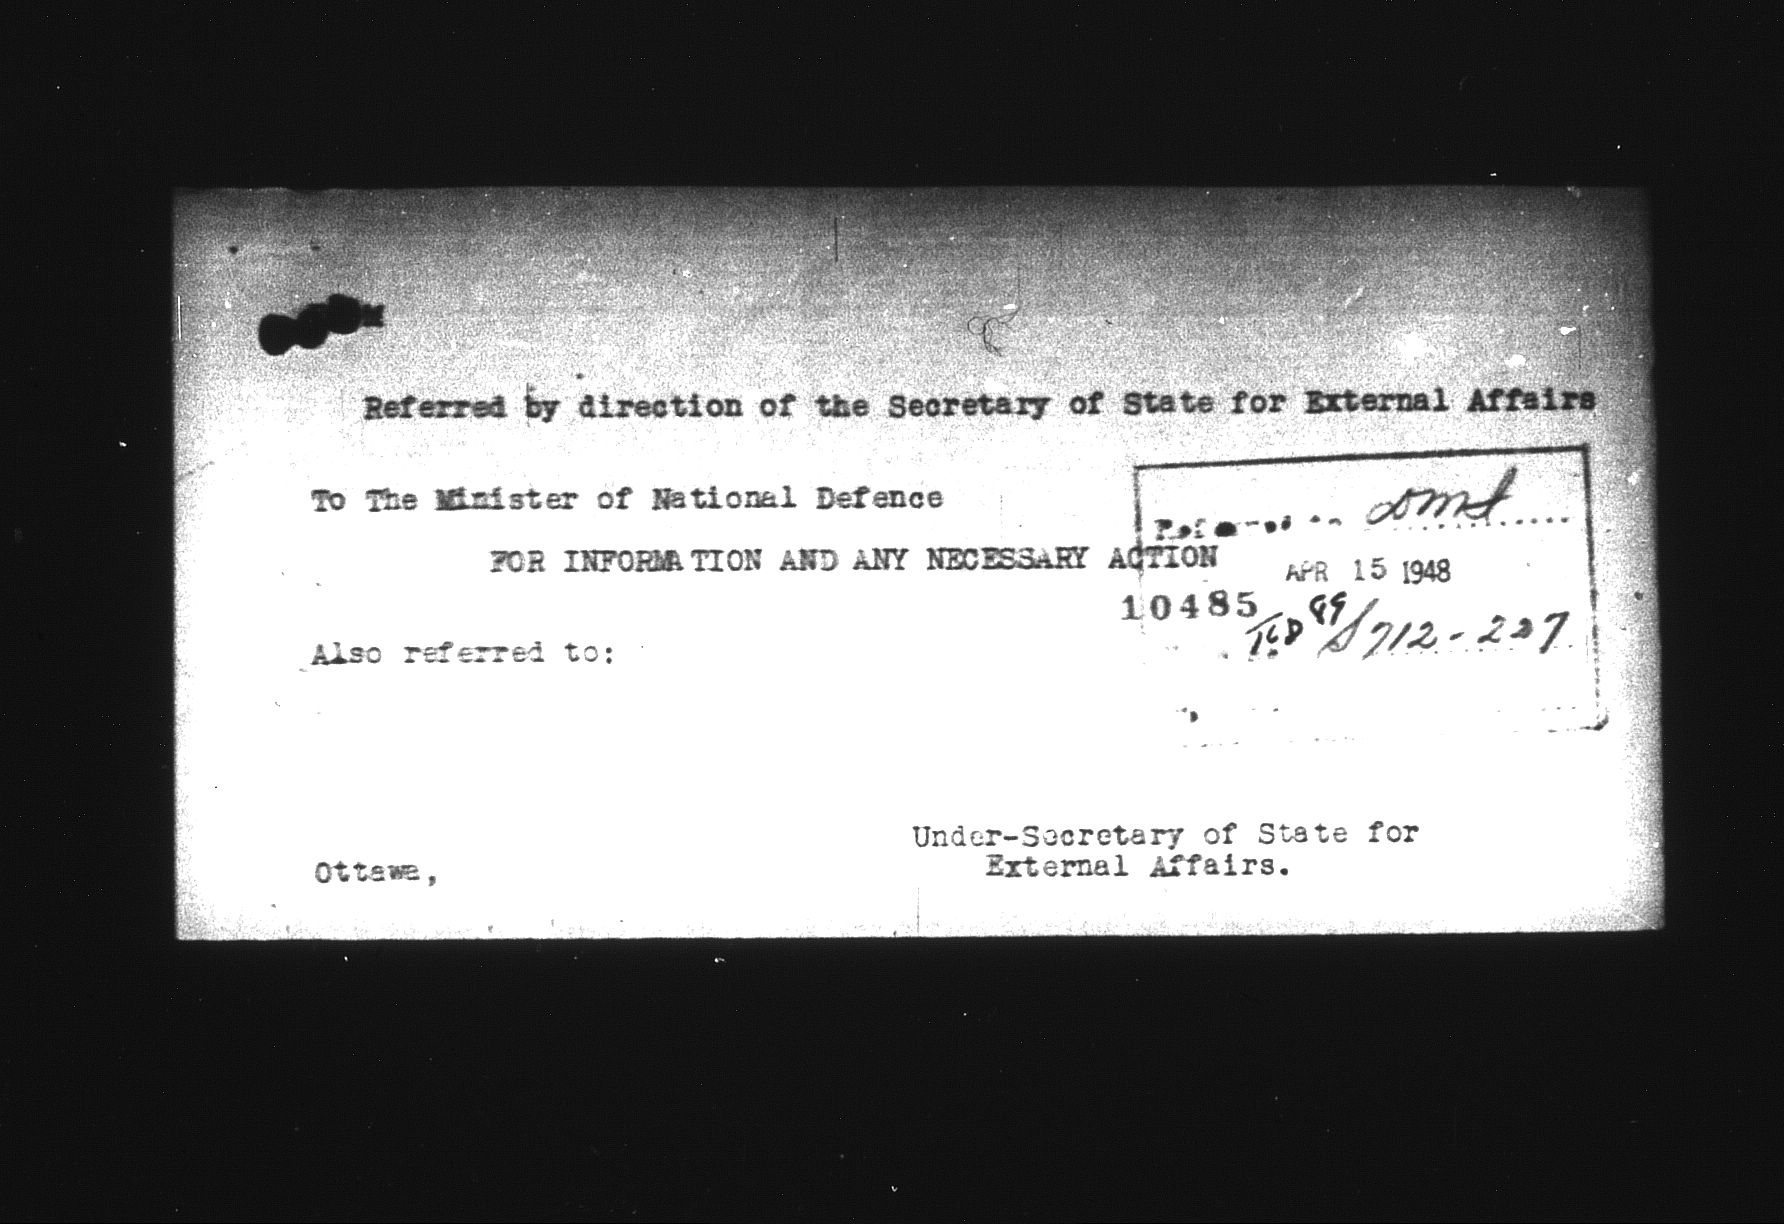 Referred by direction of the Secretary of State for External Affairs
To The Minister of National Defence
FOR INFORMATION AND ANY NECESSARY ACTION
APR 15 1948
10485
S 712-227
Also referred to:
Under-Secretary of State for
External Affairs.
Ottawa,